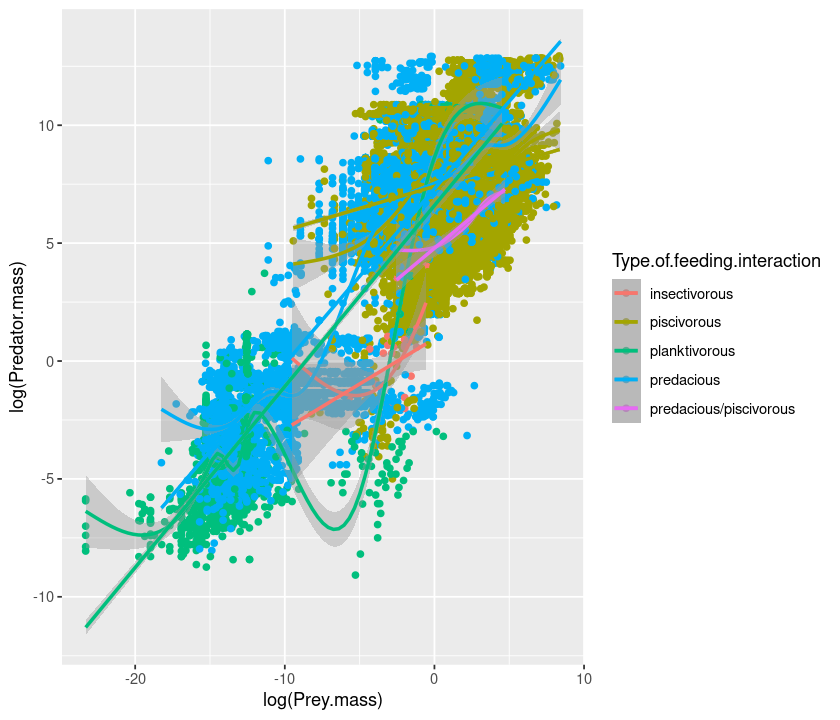 10
5
0
-5
-10
-20
-10
0
10
log(Prey.mass)
log(Predator.mass)
Type.of.feeding.interaction
insectivorous
piscivorous
planktivorous
predacious
predacious/piscivorous